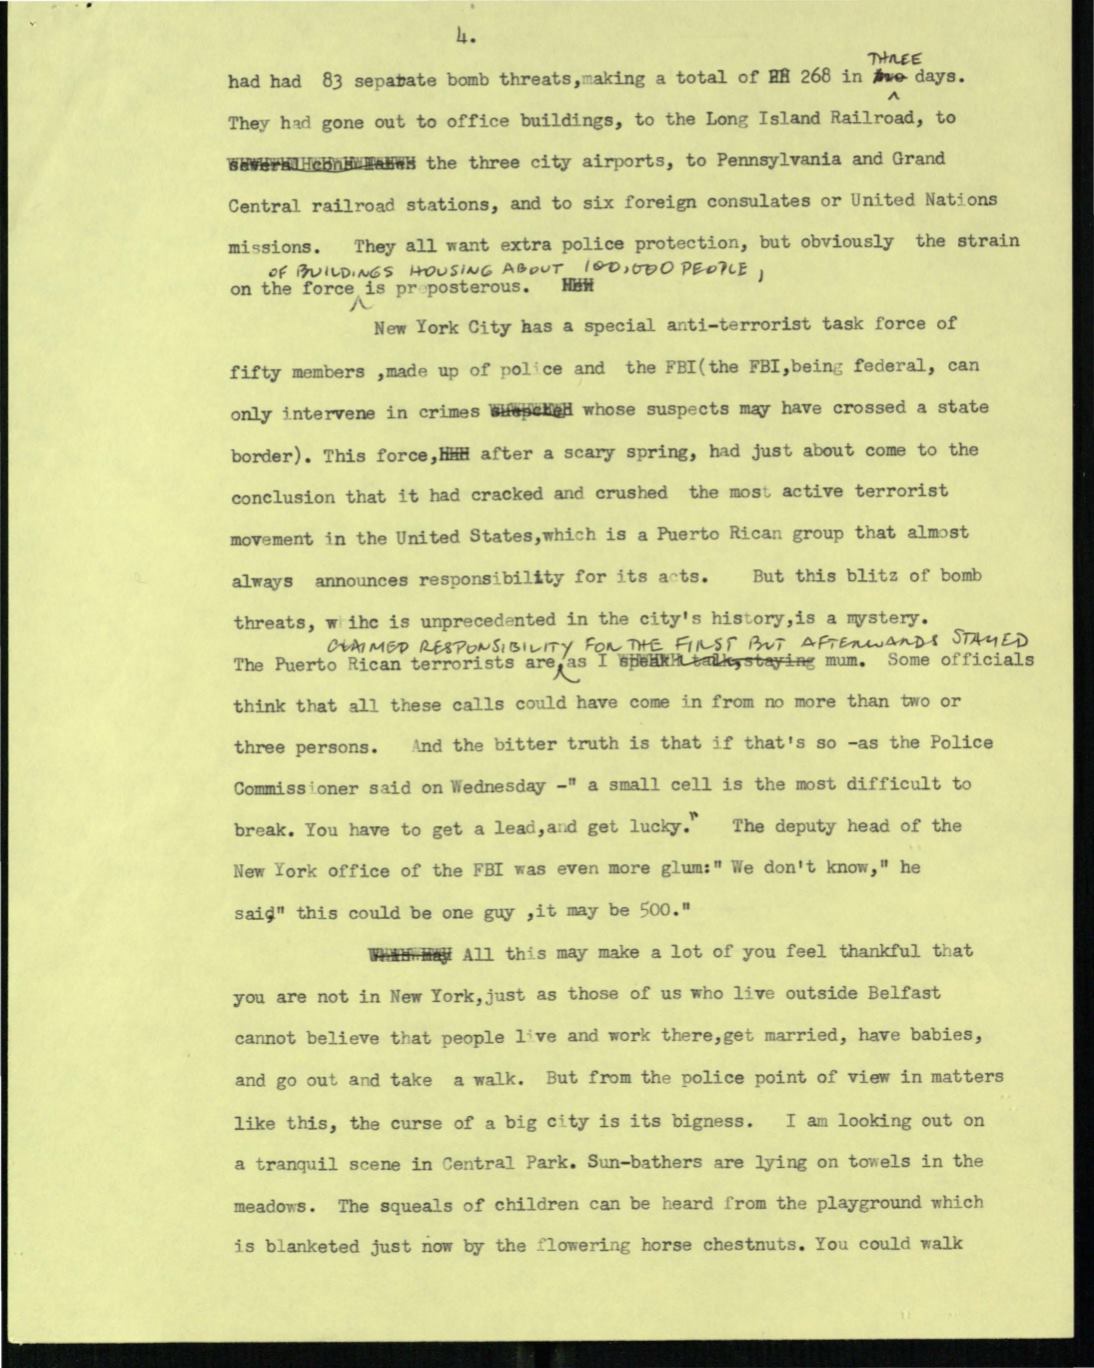 4.
THREE
had had 83 sepatate bomb threats,making a total of 268 in two days.
They had gone out to office buildings, to the Long Island Railroad, to
the three city airports, to Pennsylvania and Grand
Central railroad stations, and to six foreign consulates or United Nations
missions. They all want extra police protection, but obviously the strain
OF BUILDINGS HOUSING ABOUT 100,000 PEOPLE,
on the force is preposterous.
New York City has a special anti-terrorist task force of
fifty members ,made up of police and the FBI(the FBI,being federal, can
only intervene in crimes whose suspects may have crossed a state
border). This force, after a scary spring, had just about come to the
conclusion that it had cracked and crushed the most active terrorist
movement in the United States,which is a Puerto Rican group that almost
always announces responsibility for its acts. But this blitz of bomb
threats, w ihc is unprecedented in the city's history,is a mystery.
CLAIMED RESPONSIBILITY FOR THE FIRST BUT AFTERWARDS STAYED
The Puerto Rican terrorists are, as I speak talk,staying mum. Some officials
think that all these calls could have come in from no more than two or
three persons. And the bitter truth is that if that's so -as the Police
Commissioner said on Wednesday -" a small cell is the most difficult to
break. You have to get a lead,and get lucky." The deputy head of the
New York office of the FBI was even more glum:" We don't know," he
said," this could be one guy ,it may be 500."
All this may make a lot of you feel thankful that
you are not in New York,just as those of us who live outside Belfast
cannot believe that people live and work there,get married, have babies,
and go out and take a walk. But from the police point of view in matters
like this, the curse of a big city is its bigness. I am looking out on
a tranquil scene in Central Park. Sun-bathers are lying on towels in the
meadows. The squeals of children can be heard from the playground which
is blanketed just now by the flowering horse chestnuts. You could walk